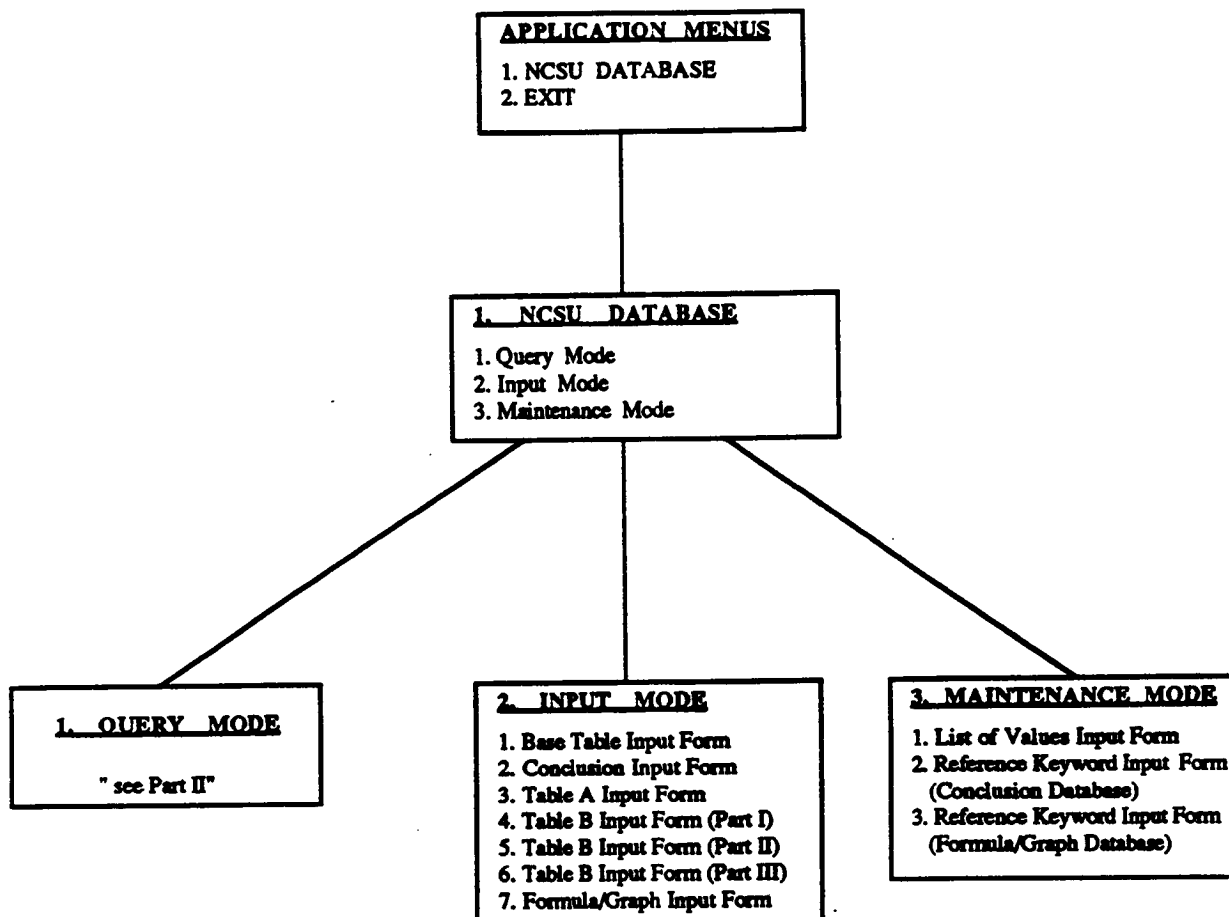 APPLICATION MENUS
1. NCSU DATABASE
2. EXIT
1. NCSU DATABASE
1. Query Mode
2. Input Mode
3. Maintenance Mode
1. QUERY MODE
" see Part II"
2. INPUT MODE
1. Base Table Input Form
2. Conclusion Input Form
3. Table A Input Form
4. Table B Input Form (Part I)
5. Table B Input Form (Part II)
6. Table B Input Form (Part III)
7. Formula/Graph Input Form
3. MAINTENANCE MODE
1. List of Values Input Form
2. Reference Keyword Input Form
(Conclusion Database)
3. Reference Keyword Input Form
(Formula/Graph Database)